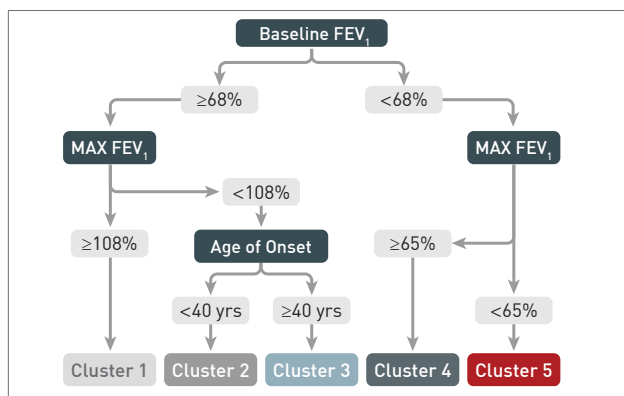 Baseline FEV₁
≥68%
<68%
MAX FEV₁
MAX FEV₁
<108%
≥108%
Age of Onset
≥65%
<40 yrs
≥40 yrs
<65%
Cluster 1
Cluster 2
Cluster 3
Cluster 4
Cluster 5